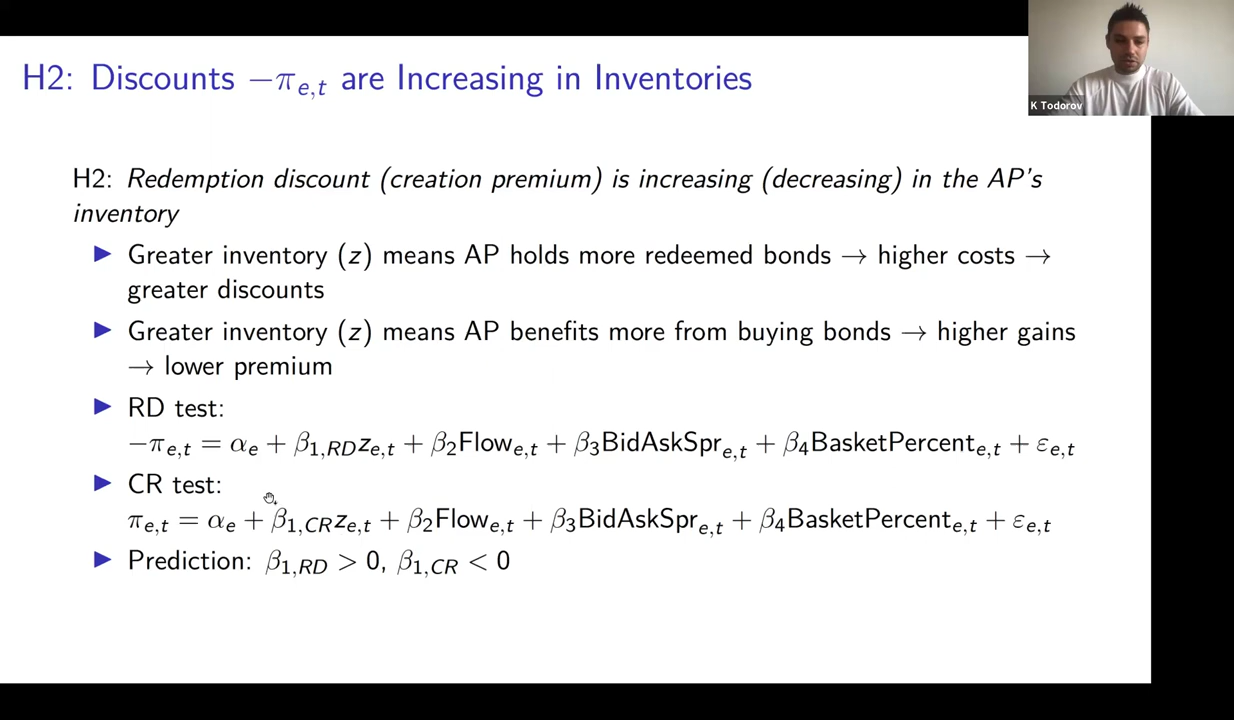 H2: Discounts −π_{e,t} are Increasing in Inventories
K Todorov
H2: Redemption discount (creation premium) is increasing (decreasing) in the AP's
inventory
▶ Greater inventory (z) means AP holds more redeemed bonds → higher costs →
greater discounts
▶ Greater inventory (z) means AP benefits more from buying bonds → higher gains
→ lower premium
▶ RD test:
−π_{e,t} = α_e + β_{1,RD}z_{e,t} + β_2Flow_{e,t} + β_3BidAskSpr_{e,t} + β_4BasketPercent_{e,t} + ε_{e,t}
▶ CR test:
π_{e,t} = α_e + β_{1,CR}z_{e,t} + β_2Flow_{e,t} + β_3BidAskSpr_{e,t} + β_4BasketPercent_{e,t} + ε_{e,t}
▶ Prediction: β_{1,RD} > 0, β_{1,CR} < 0